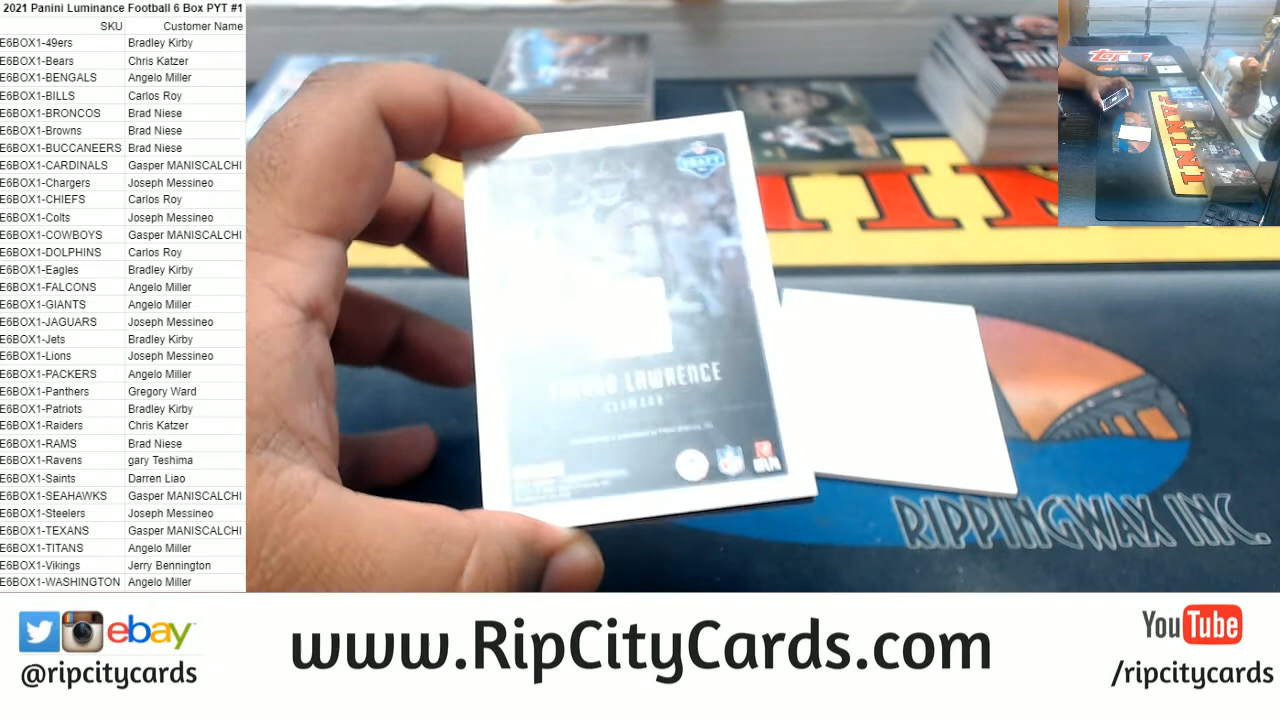 2021 Panini Luminance Football 6 Box PYT #1
SKU Customer Name
E6BOX1-49ers Bradley Kirby
E6BOX1-Bears Chris Katzer
E6BOX1-BENGALS Angelo Miller
E6BOX1-BILLS Carlos Roy
E6BOX1-BRONCOS Brad Niese
E6BOX1-Browns Brad Niese
E6BOX1-BUCCANEERS Brad Niese
E6BOX1-CARDINALS Gasper MANISCALCHI
E6BOX1-Chargers Joseph Messineo
E6BOX1-CHIEFS Carlos Roy
E6BOX1-Colts Joseph Messineo
E6BOX1-COWBOYS Gasper MANISCALCHI
E6BOX1-DOLPHINS Carlos Roy
E6BOX1-Eagles Bradley Kirby
E6BOX1-FALCONS Angelo Miller
E6BOX1-GIANTS Angelo Miller
E6BOX1-JAGUARS Joseph Messineo
E6BOX1-Jets Bradley Kirby
E6BOX1-Lions Joseph Messineo
E6BOX1-PACKERS Angelo Miller
E6BOX1-Panthers Gregory Ward
E6BOX1-Patriots Bradley Kirby
E6BOX1-Raiders Chris Katzer
E6BOX1-RAMS Brad Niese
E6BOX1-Ravens gary Teshima
E6BOX1-Saints Darren Liao
E6BOX1-SEAHAWKS Gasper MANISCALCHI
E6BOX1-Steelers Joseph Messineo
E6BOX1-TEXANS Gasper MANISCALCHI
E6BOX1-TITANS Angelo Miller
E6BOX1-Vikings Jerry Bennington
E6BOX1-WASHINGTON Angelo Miller
DRAFT
LAWRENCE
CLEMSON
RIPPINGWAX INC.
Topps
PANINI
ebay
@ripcitycards
www.RipCityCards.com
YouTube
/ripcitycards